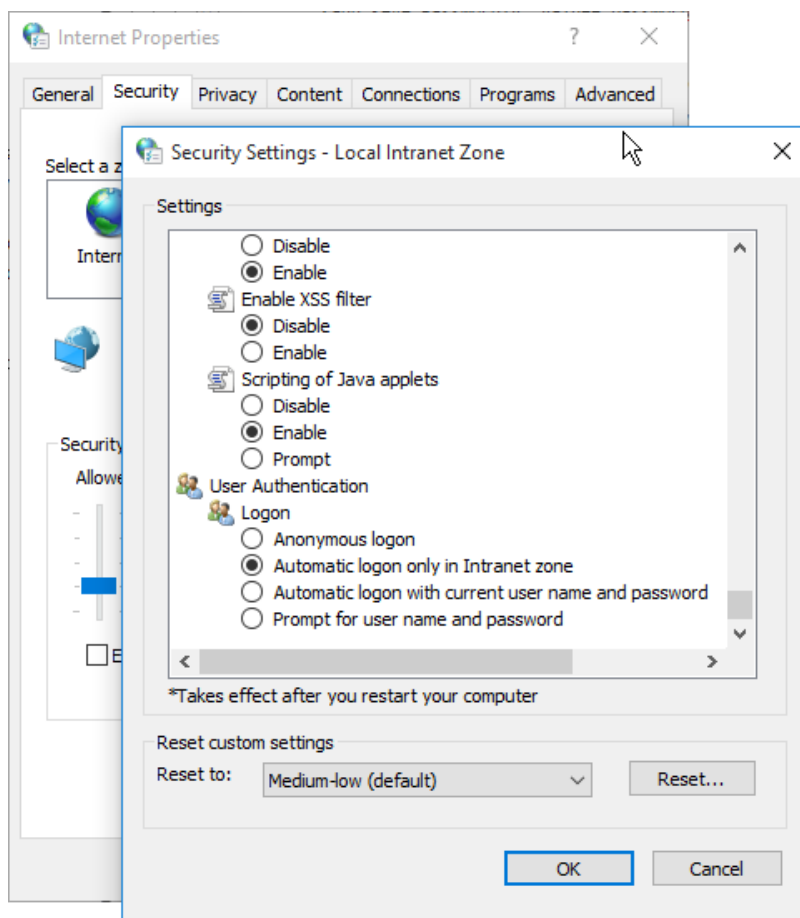 Internet Properties
General Security Privacy Content Connections Programs Advanced
Select a z
Security Settings - Local Intranet Zone
Settings
Disable
Enable
Enable XSS filter
Disable
Enable
Scripting of Java applets
Disable
Enable
Prompt
User Authentication
Logon
Anonymous logon
Automatic logon only in Intranet zone
Automatic logon with current user name and password
Prompt for user name and password
*Takes effect after you restart your computer
Reset custom settings
Reset to: Medium-low (default) Reset...
OK Cancel
Inter
Security
Allowe
E